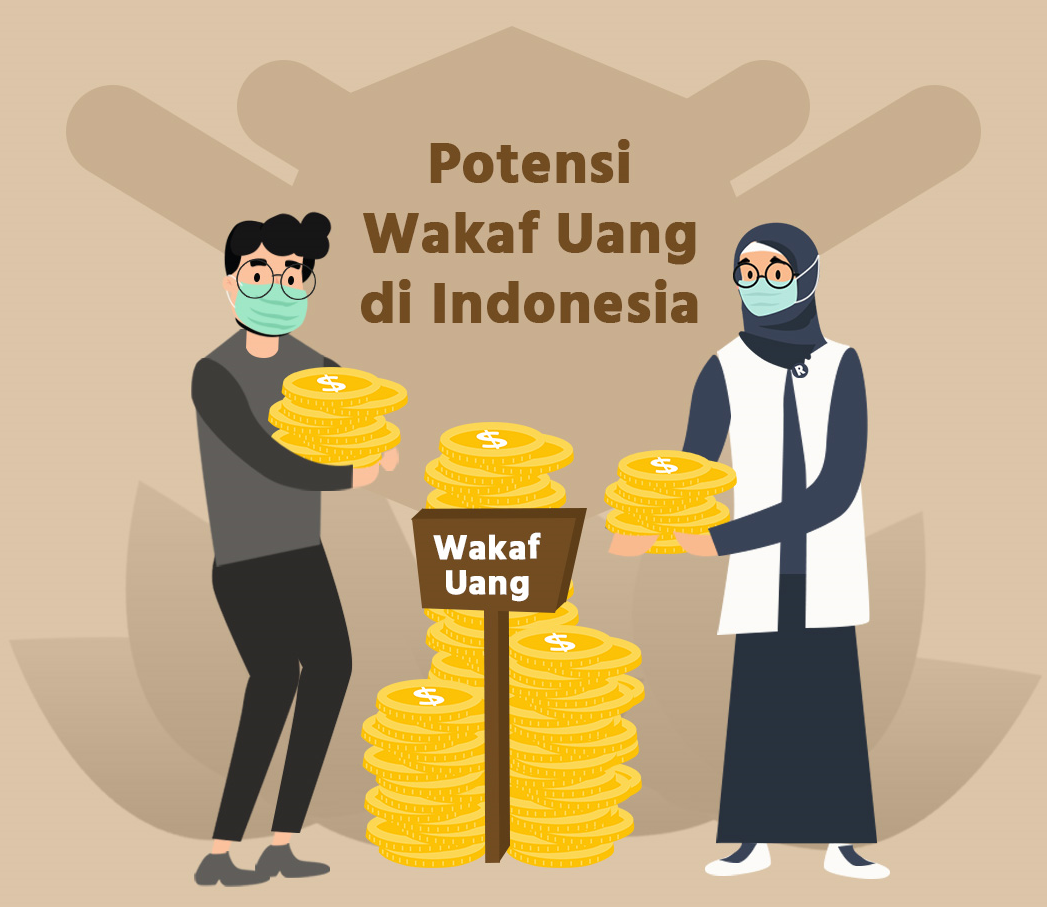 Potensi
Wakaf Uang
di Indonesia
$
$
$
Wakaf
Uang
$
$
R